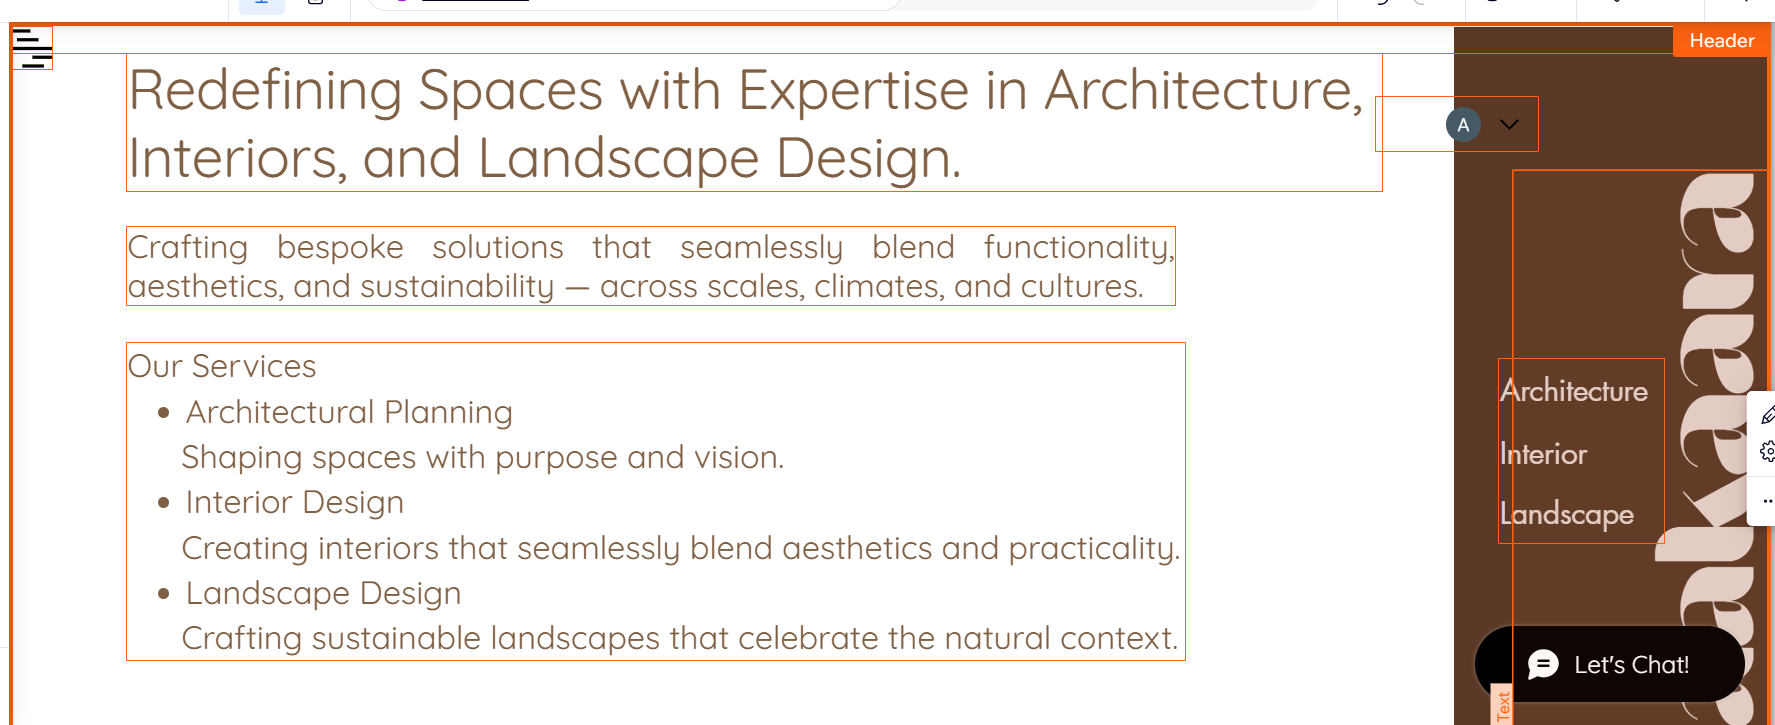 Header
Redefining Spaces with Expertise in Architecture,
Interiors, and Landscape Design.
A
Crafting bespoke solutions that seamlessly blend functionality,
aesthetics, and sustainability — across scales, climates, and cultures.
Our Services
• Architectural Planning
Shaping spaces with purpose and vision.
• Interior Design
Creating interiors that seamlessly blend aesthetics and practicality.
• Landscape Design
Crafting sustainable landscapes that celebrate the natural context.
Architecture
Interior
Landscape
akaara
Let's Chat!
Text